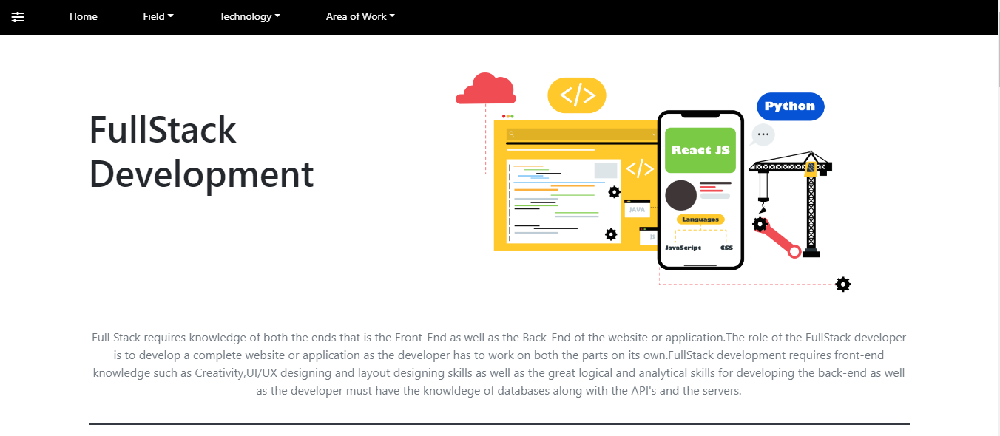 Home Field Technology Area of Work
</>
Python
FullStack
Development
React JS
</>
JAVA
JS
Languages
JavaScript CSS
Full Stack requires knowledge of both the ends that is the Front-End as well as the Back-End of the website or application.The role of the FullStack developer
is to develop a complete website or application as the developer has to work on both the parts on its own.FullStack development requires front-end
knowledge such as Creativity,UI/UX designing and layout designing skills as well as the great logical and analytical skills for developing the back-end as well
as the developer must have the knowldege of databases along with the API's and the servers.